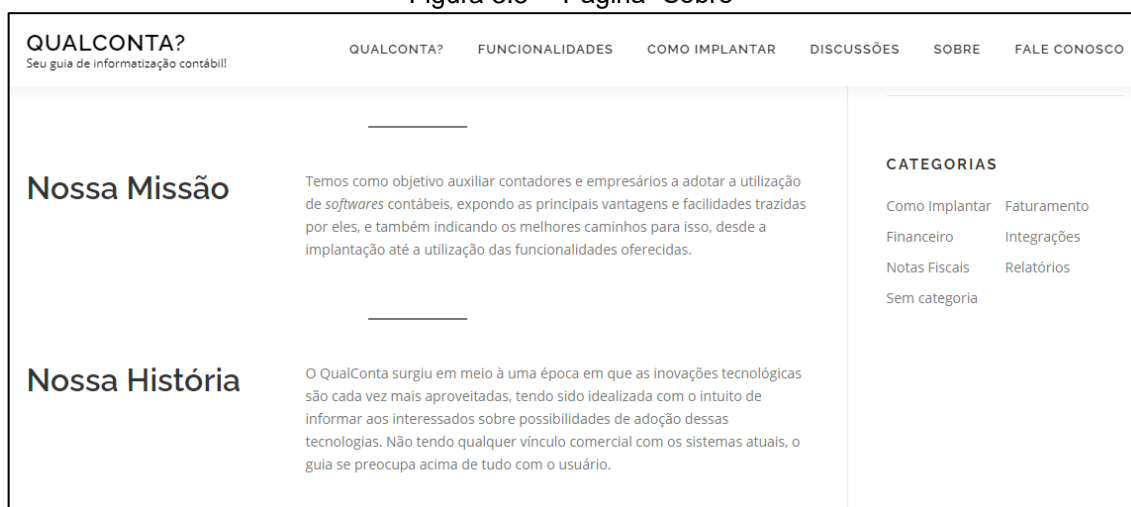 QUALCONTA?
Seu guia de informatização contábil!
QUALCONTA? FUNCIONALIDADES COMO IMPLANTAR DISCUSSÕES SOBRE FALE CONOSCO
Nossa Missão
Temos como objetivo auxiliar contadores e empresários a adotar a utilização
de softwares contábeis, expondo as principais vantagens e facilidades trazidas
por eles, e também indicando os melhores caminhos para isso, desde a
implantação até a utilização das funcionalidades oferecidas.
Nossa História
O QualConta surgiu em meio à uma época em que as inovações tecnológicas
são cada vez mais aproveitadas, tendo sido idealizada com o intuito de
informar aos interessados sobre possibilidades de adoção dessas
tecnologias. Não tendo qualquer vínculo comercial com os sistemas atuais, o
guia se preocupa acima de tudo com o usuário.
CATEGORIAS
Como Implantar Faturamento
Financeiro Integrações
Notas Fiscais Relatórios
Sem categoria